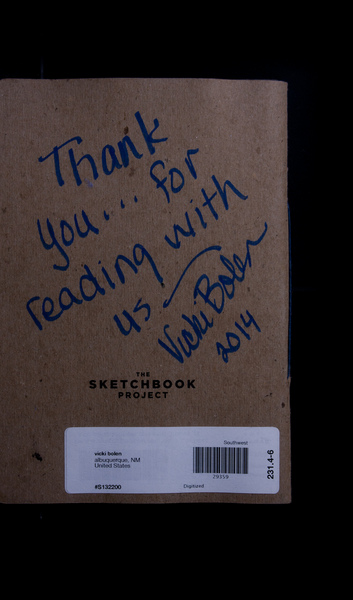 Thank
you... for
reading with
us
Vicki Bolen
2014
THE
SKETCHBOOK
PROJECT
Southwest
vicki bolen
albuquerque, NM
United States
79359
231.4-6
#S132200
Digitized